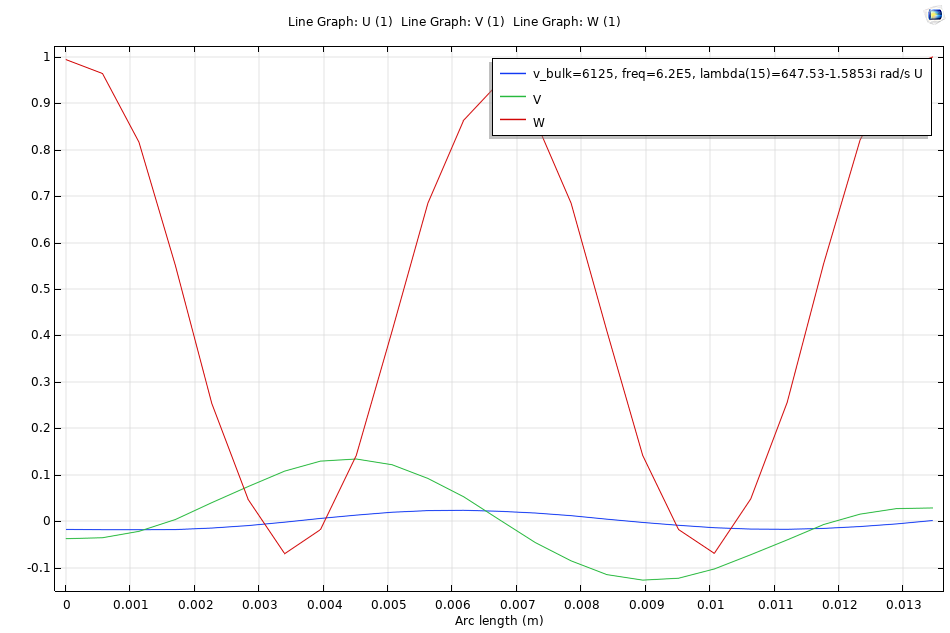 Line Graph: U (1) Line Graph: V (1) Line Graph: W (1)
v_bulk=6125, freq=6.2E5, lambda(15)=647.53-1.5853i rad/s U
V
W
1
0.9
0.8
0.7
0.6
0.5
0.4
0.3
0.2
0.1
0
-0.1
0 0.001 0.002 0.003 0.004 0.005 0.006 0.007 0.008 0.009 0.01 0.011 0.012 0.013
Arc length (m)